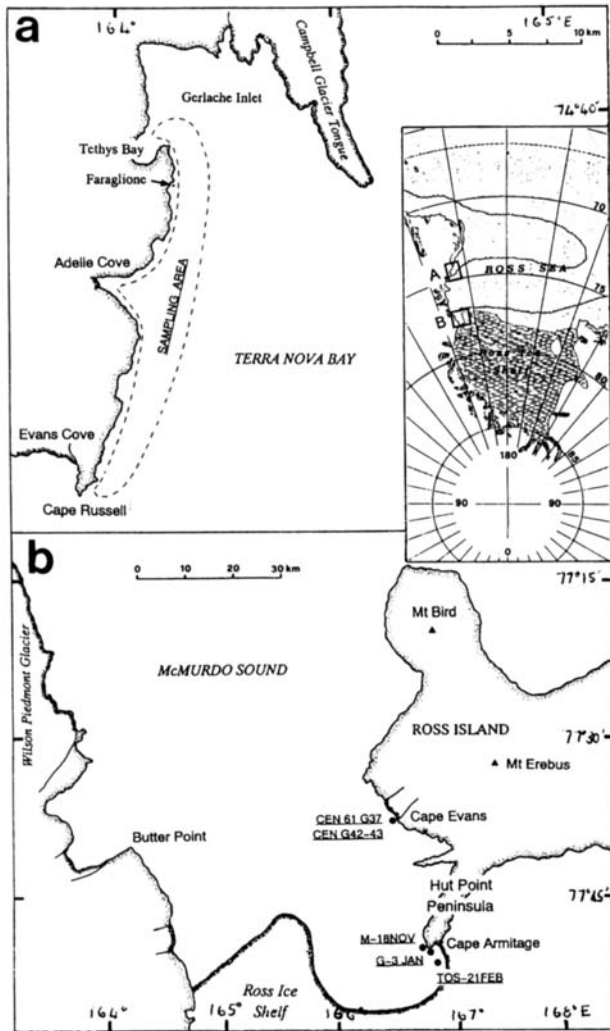 a
164°
165°E
0 5 10 km
Campbell Glacier Tongue
Gerlache Inlet
74°40'
Tethys Bay
Faraglione
Adelie Cove
SAMPLING AREA
TERRA NOVA BAY
Evans Cove
Cape Russell
70
A
ROSS SEA
75
B
Ross Ice
Shelf
80
85
180
90
90
0
b
0 10 20 30 km
77°15'
Mt Bird
Wilson Piedmont Glacier
McMURDO SOUND
ROSS ISLAND
77°30
Mt Erebus
CEN 61 G37
Cape Evans
CEN G42-43
Butter Point
77°45'
Hut Point
Peninsula
M-18NOV
Cape Armitage
G-3 JAN
TOS-21FEB
Ross Ice
Shelf
164°
165°
166°
167°
168°E